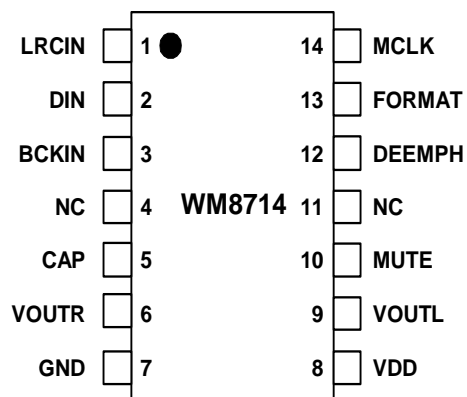 LRCIN 1 14 MCLK
DIN 2 13 FORMAT
BCKIN 3 12 DEEMPH
NC 4 WM8714 11 NC
CAP 5 10 MUTE
VOUTR 6 9 VOUTL
GND 7 8 VDD